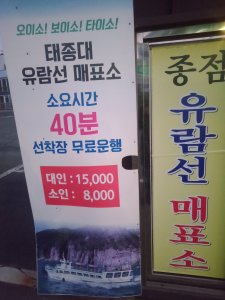 오이소! 보이소! 타이소!
태종대
유람선 매표소
소요시간
40분
선착장 무료운행
대인 : 15,000
소인 : 8,000
종점
유람선 매표소